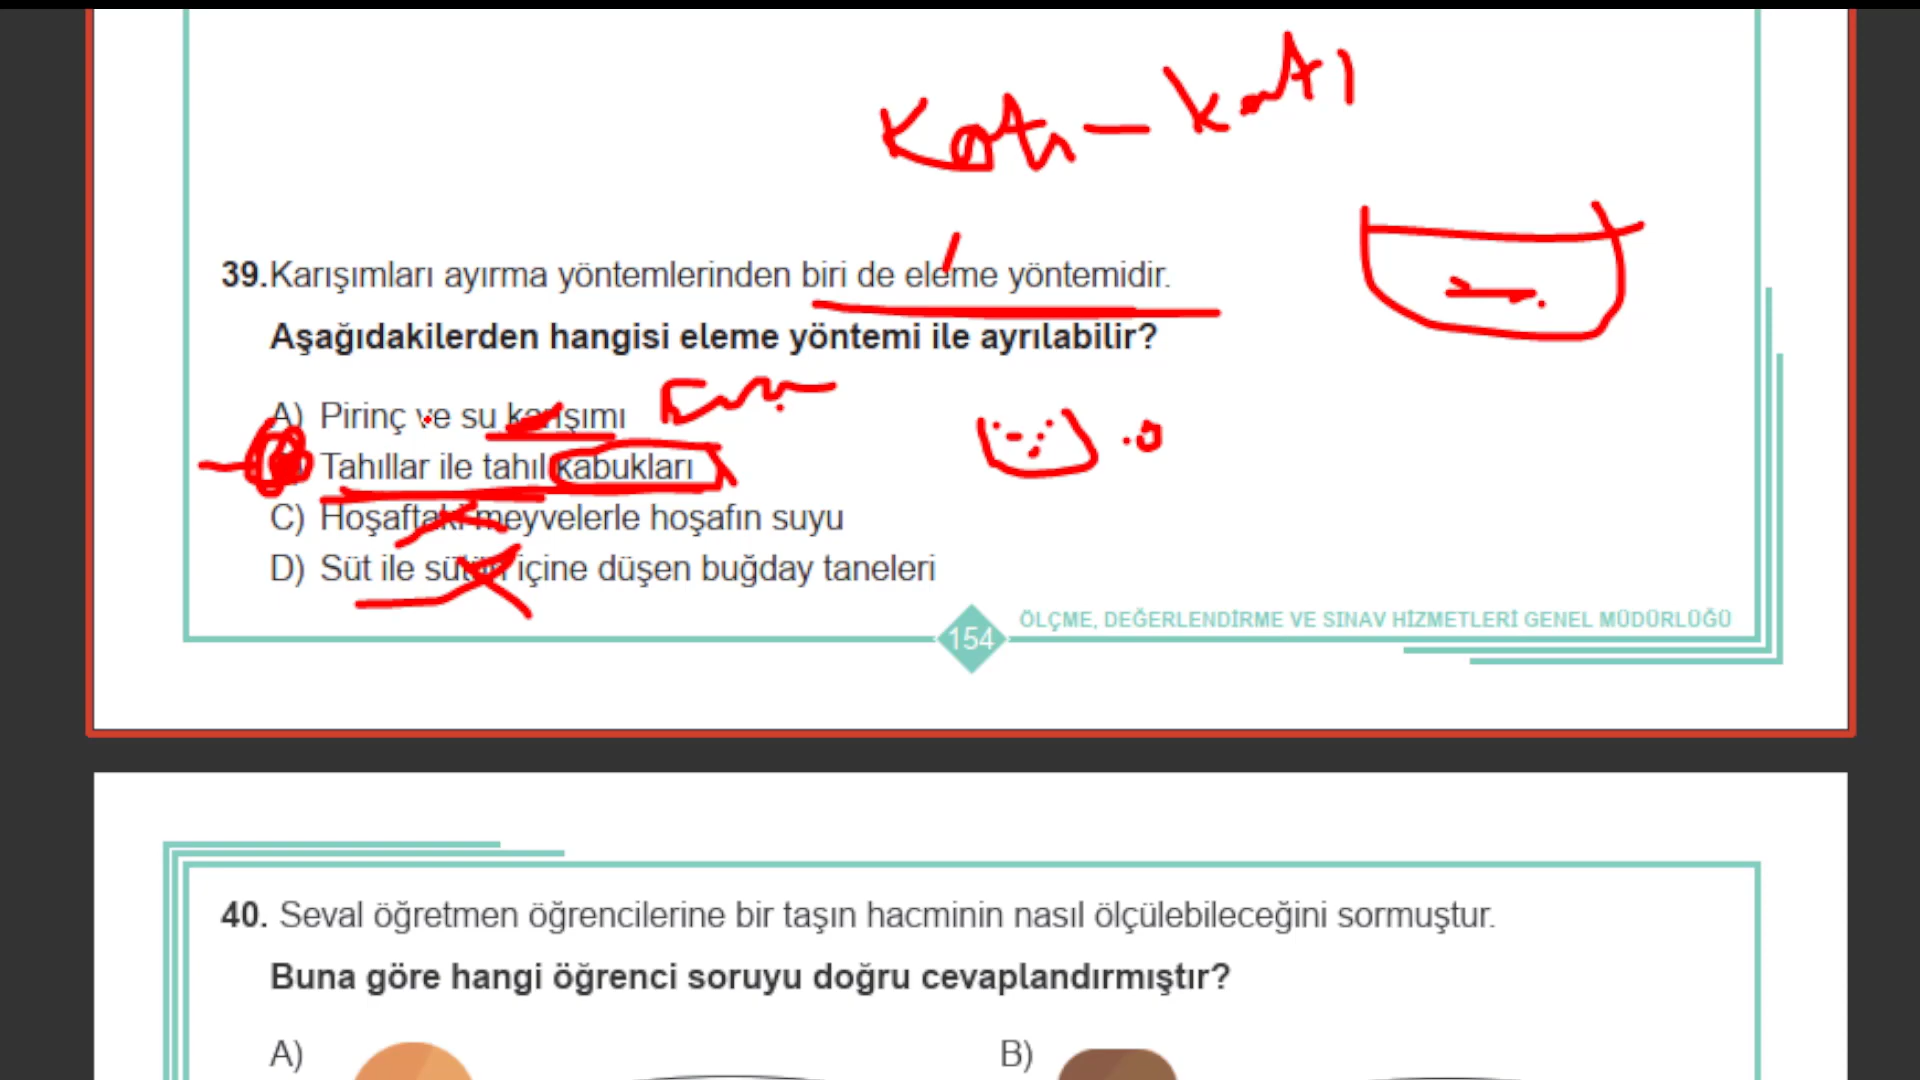 Katı - katı
39.Karışımları ayırma yöntemlerinden biri de eleme yöntemidir.
Aşağıdakilerden hangisi eleme yöntemi ile ayrılabilir?
A) Pirinç ve su karışımı
Tahıllar ile tahıl kabukları
C) Hoşaftaki meyvelerle hoşafın suyu
D) Süt ile sütün içine düşen buğday taneleri
ÖLÇME, DEĞERLENDİRME VE SINAV HİZMETLERİ GENEL MÜDÜRLÜĞÜ
154
40. Seval öğretmen öğrencilerine bir taşın hacminin nasıl ölçülebileceğini sormuştur.
Buna göre hangi öğrenci soruyu doğru cevaplandırmıştır?
A) B)